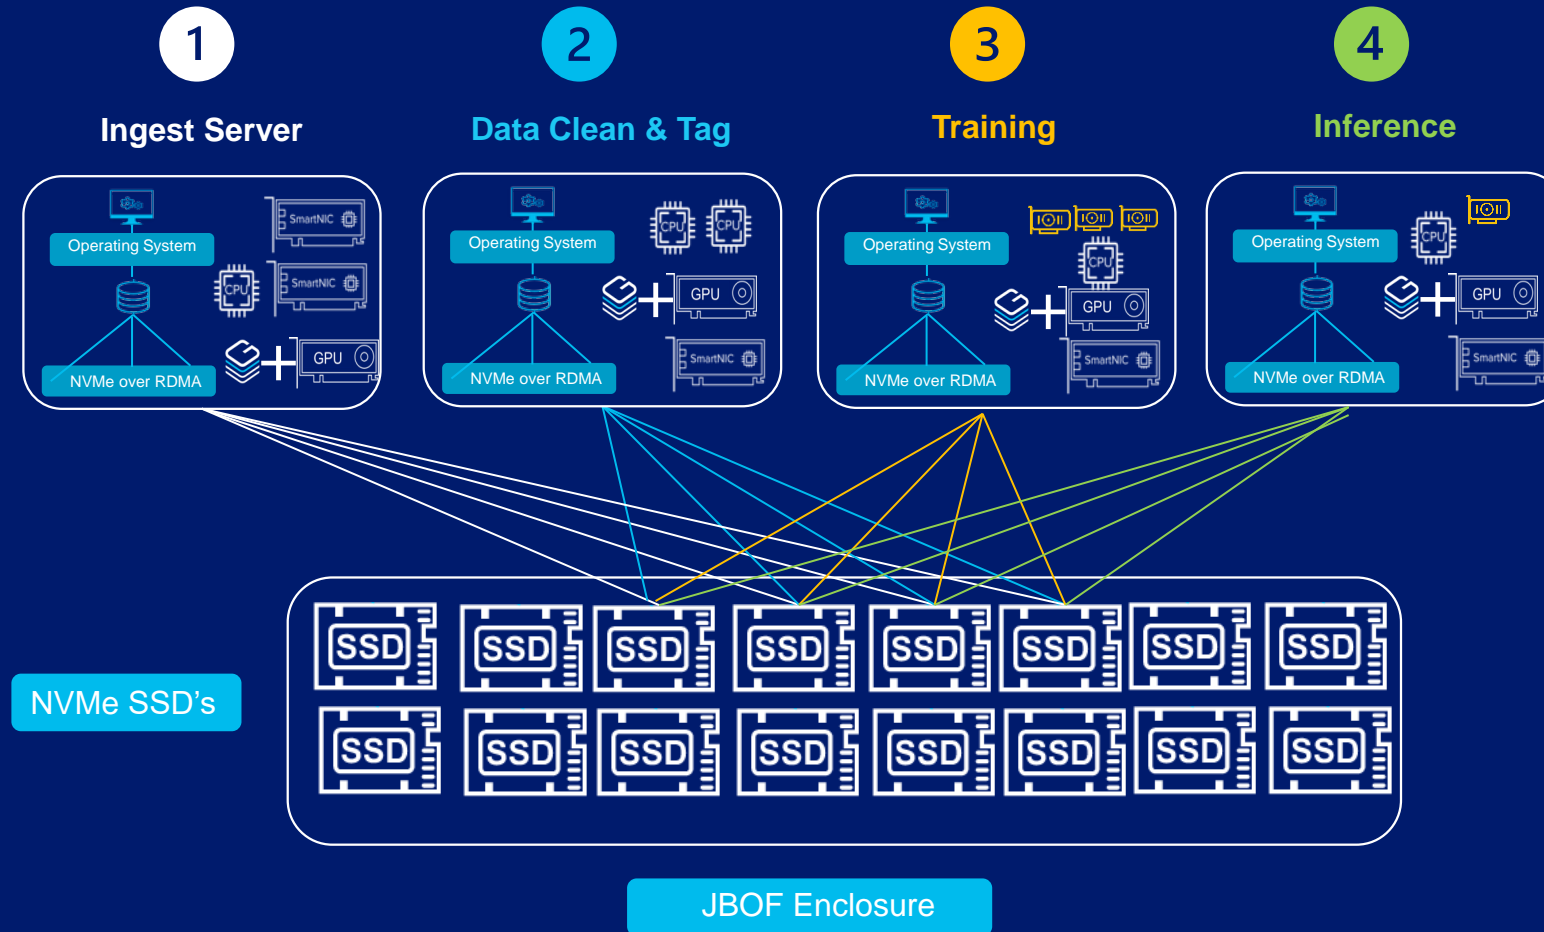 1
2
3
4
Ingest Server
Data Clean & Tag
Training
Inference
Operating System
SmartNIC
SmartNIC
CPU
GPU
NVMe over RDMA
Operating System
CPU
CPU
GPU
SmartNIC
NVMe over RDMA
Operating System
CPU
GPU
SmartNIC
NVMe over RDMA
Operating System
CPU
GPU
SmartNIC
NVMe over RDMA
SSD SSD SSD SSD SSD SSD SSD SSD
NVMe SSD’s
SSD SSD SSD SSD SSD SSD SSD SSD
JBOF Enclosure